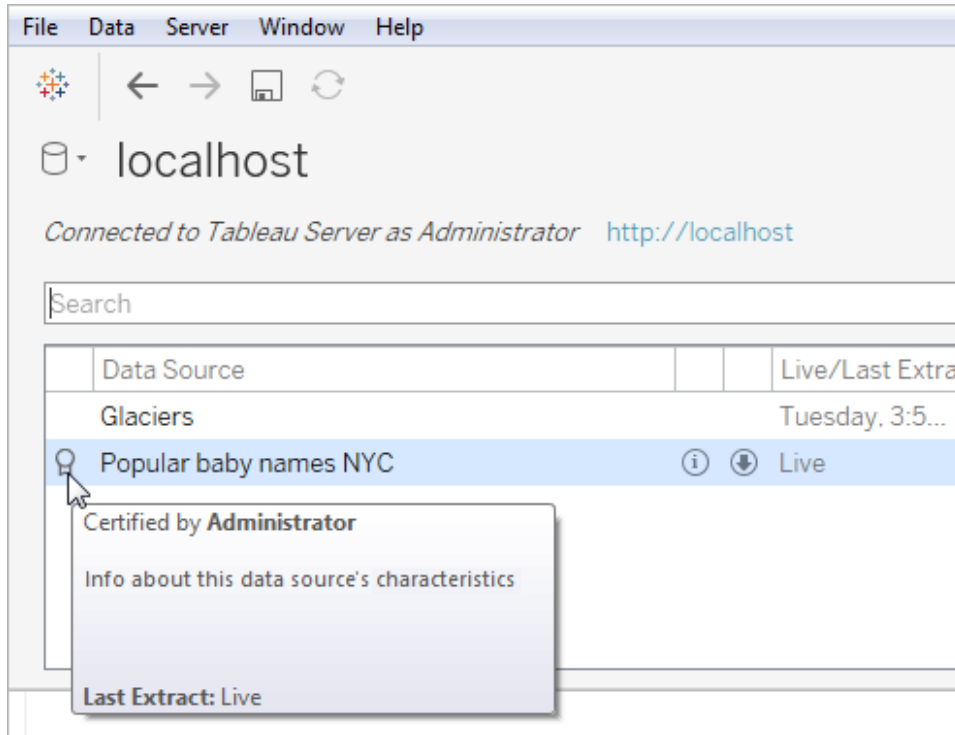 File Data Server Window Help
localhost
Connected to Tableau Server as Administrator http://localhost
Search
Data Source Live/Last Extra
Glaciers Tuesday, 3:5...
Popular baby names NYC Live
Certified by Administrator
Info about this data source's characteristics
Last Extract: Live